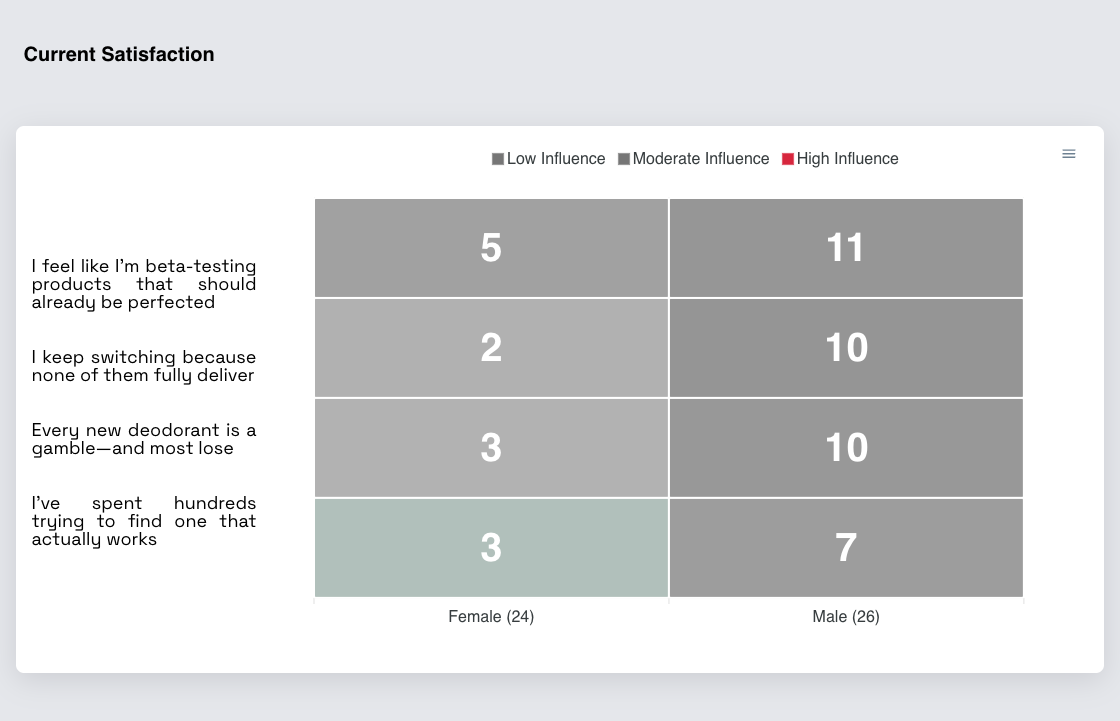 Current Satisfaction
Low Influence Moderate Influence High Influence
I feel like I'm beta-testing
products that should
already be perfected
5 11
I keep switching because
none of them fully deliver
2 10
Every new deodorant is a
gamble—and most lose
3 10
I've spent hundreds
trying to find one that
actually works
3 7
Female (24) Male (26)